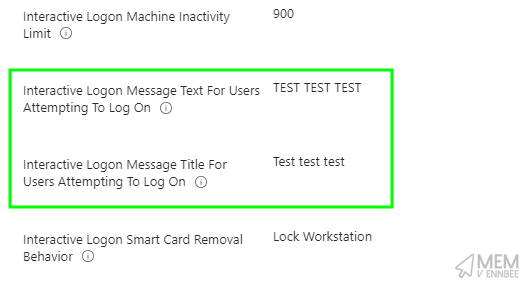 Interactive Logon Machine Inactivity
Limit
900
Interactive Logon Message Text For Users
Attempting To Log On
TEST TEST TEST
Interactive Logon Message Title For
Users Attempting To Log On
Test test test
Interactive Logon Smart Card Removal
Behavior
Lock Workstation
MEM
V ENNBEE